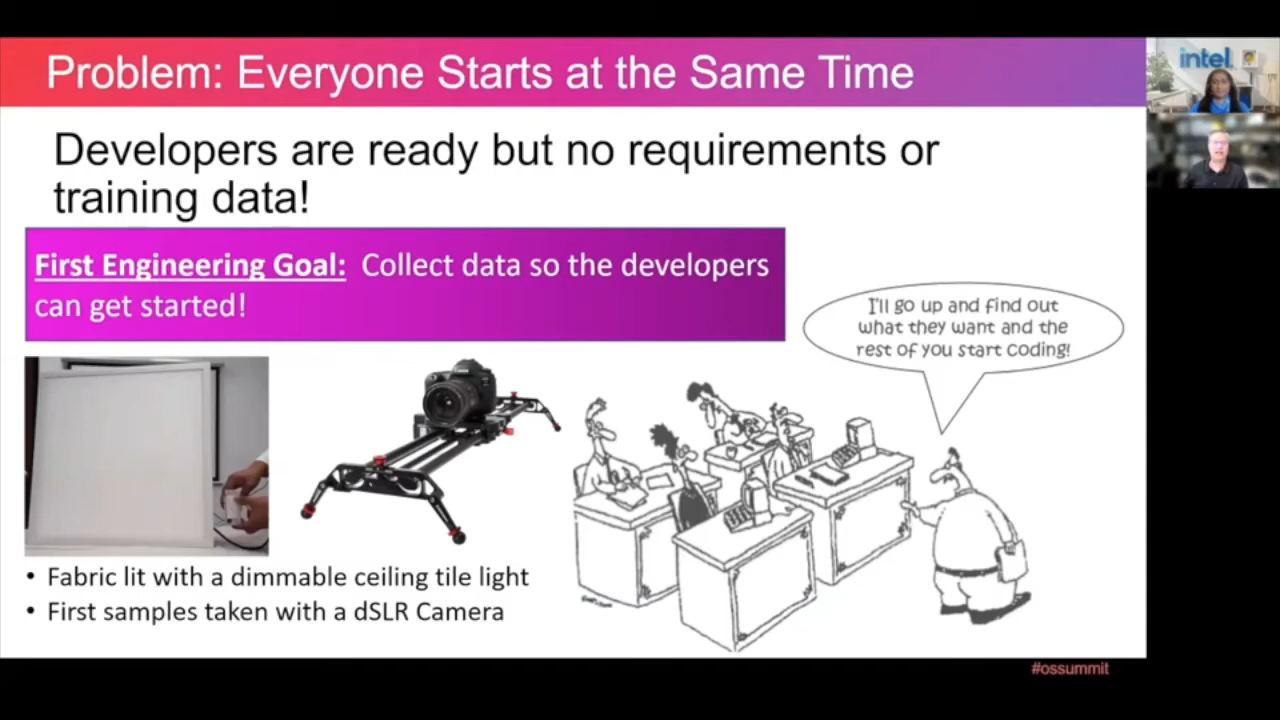 Problem: Everyone Starts at the Same Time
intel
Developers are ready but no requirements or
training data!
First Engineering Goal: Collect data so the developers
can get started!
I'll go up and find out
what they want and the
rest of you start coding!
• Fabric lit with a dimmable ceiling tile light
• First samples taken with a dSLR Camera
#ossummit